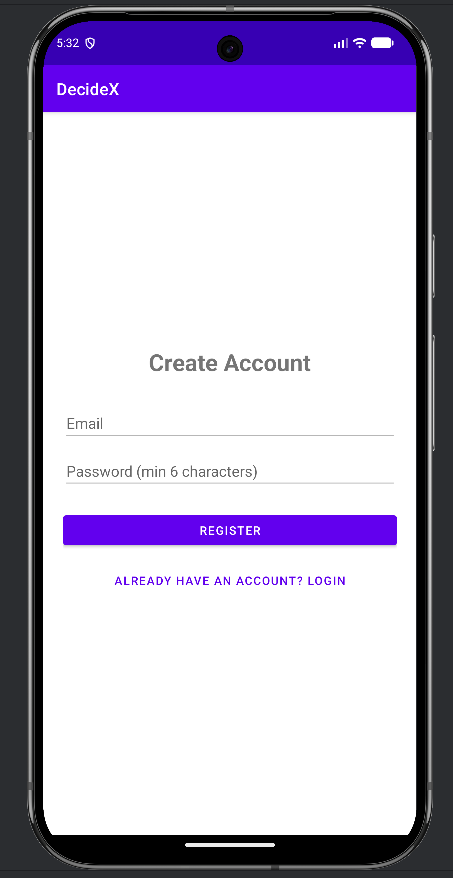 5:32
DecideX
Create Account
Email
Password (min 6 characters)
REGISTER
ALREADY HAVE AN ACCOUNT? LOGIN